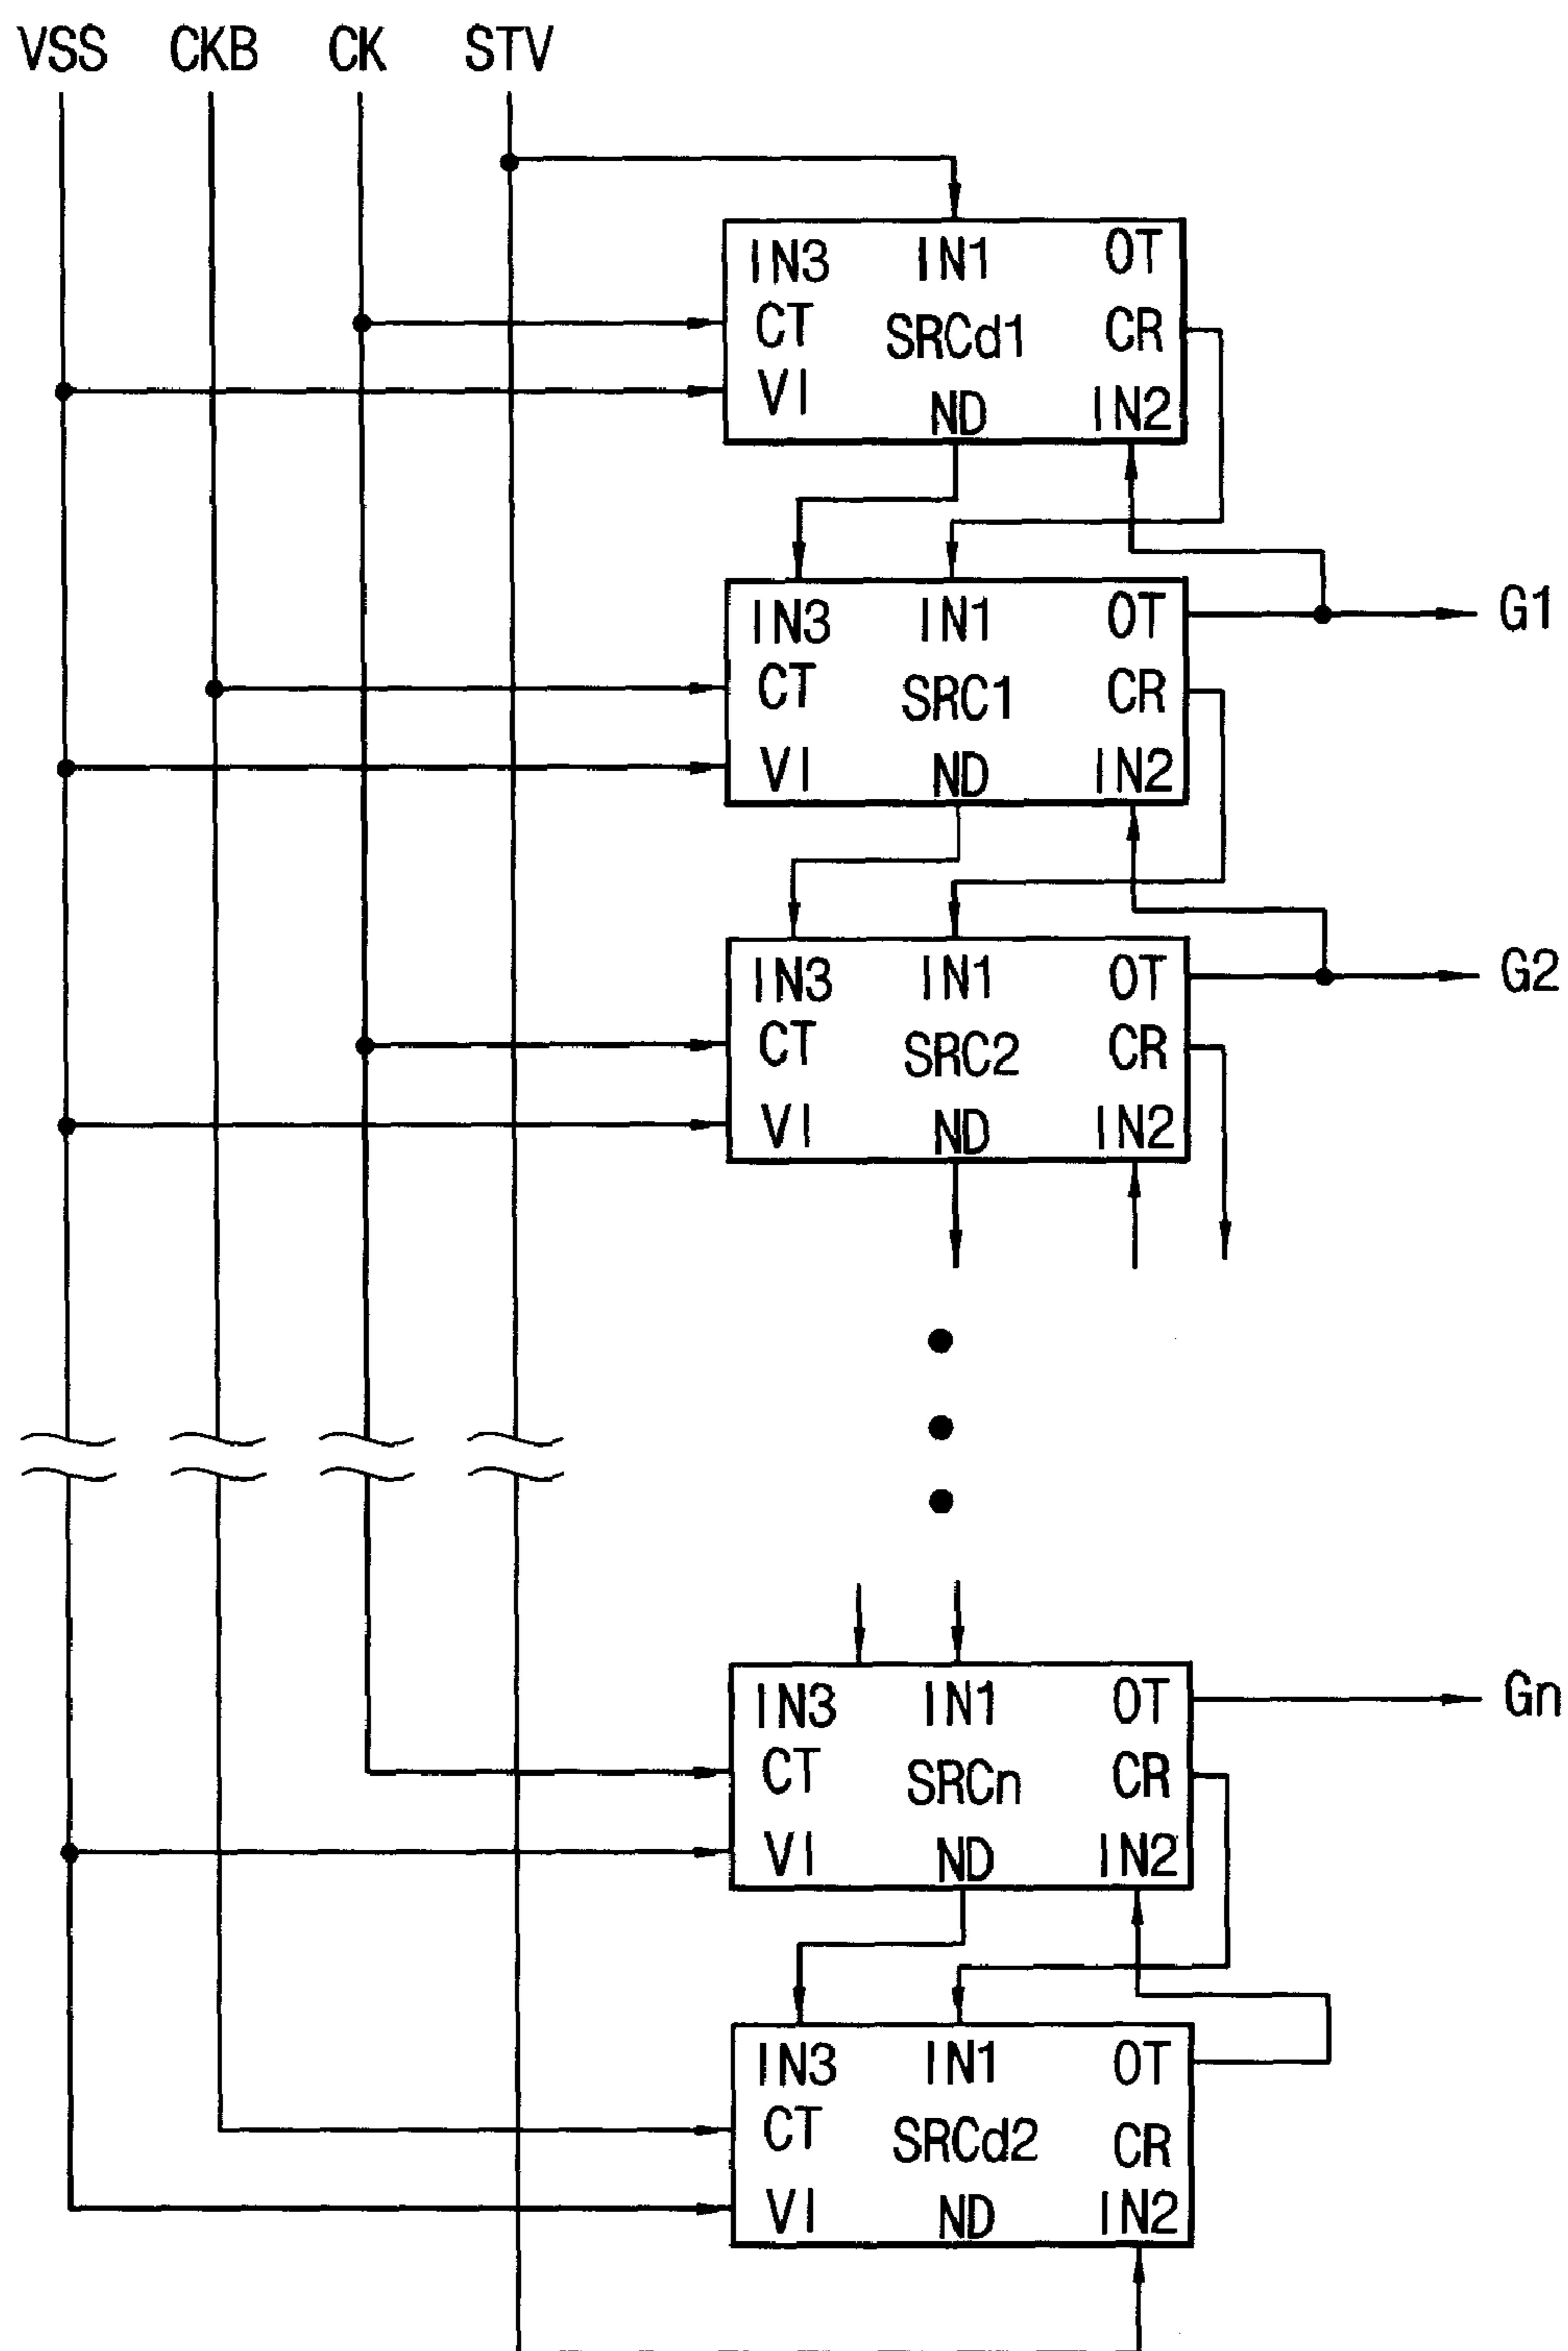 VSS CKB CK STV
IN3 IN1 OT
CT SRCd1 CR
VI ND IN2
IN3 IN1 OT G1
CT SRC1 CR
VI ND IN2
IN3 IN1 OT G2
CT SRC2 CR
VI ND IN2
IN3 IN1 OT Gn
CT SRCn CR
VI ND IN2
IN3 IN1 OT
CT SRCd2 CR
VI ND IN2